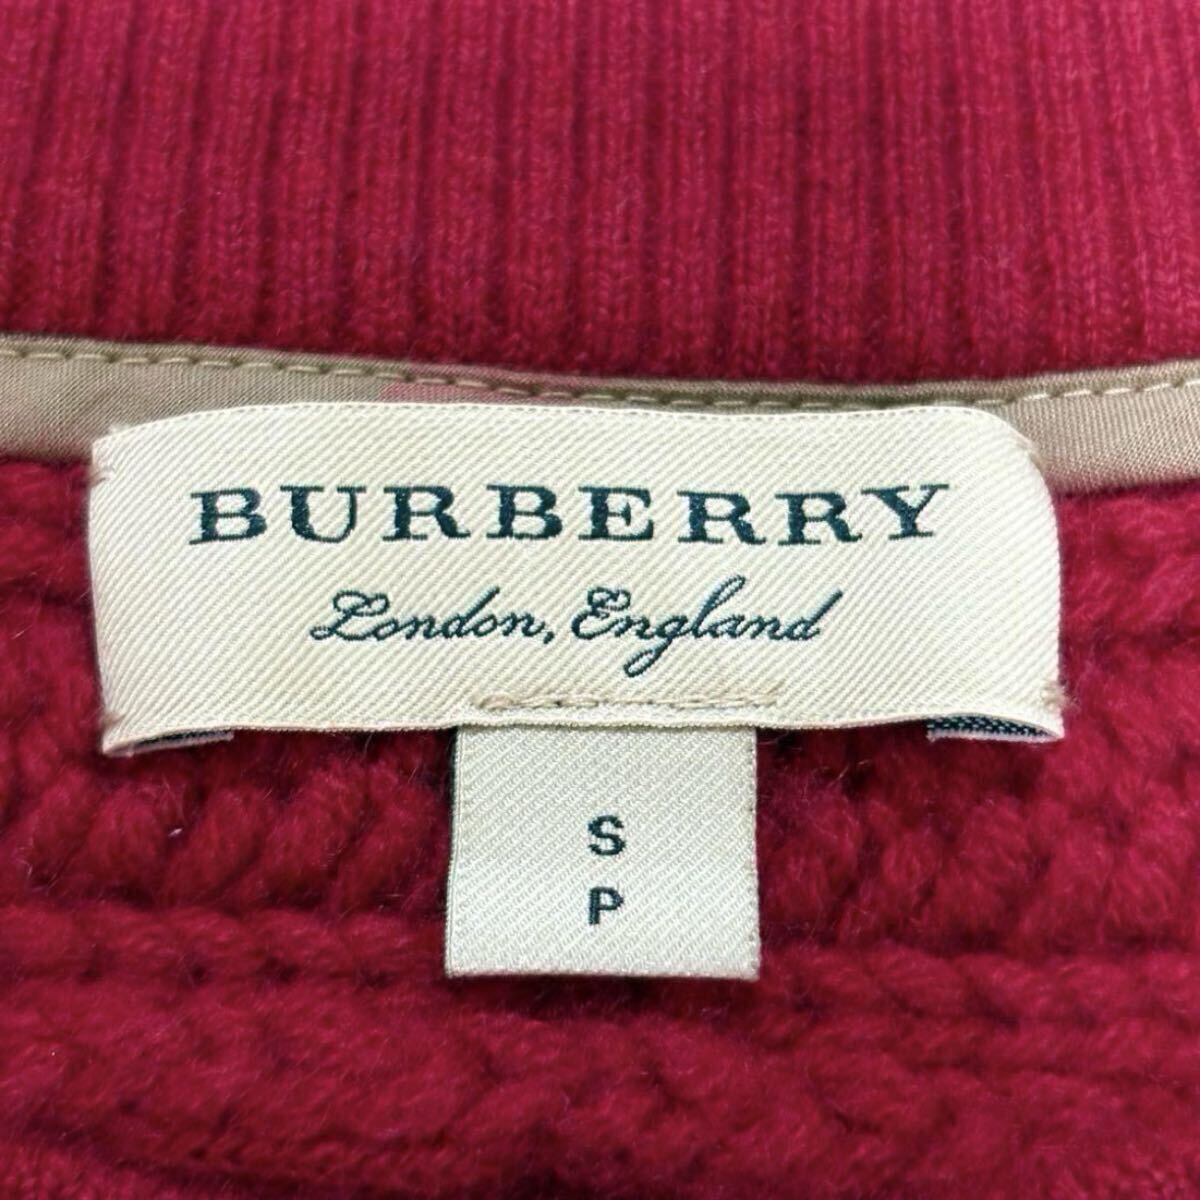 BURBERRY
London, England
S
P